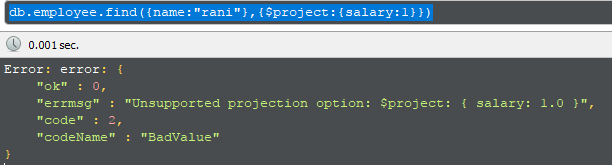 db.employee.find({name:"rani"},{$project:{salary:1}})
0.001 sec.
Error: error: {
"ok" : 0,
"errmsg" : "Unsupported projection option: $project: { salary: 1.0 }",
"code" : 2,
"codeName" : "BadValue"
}